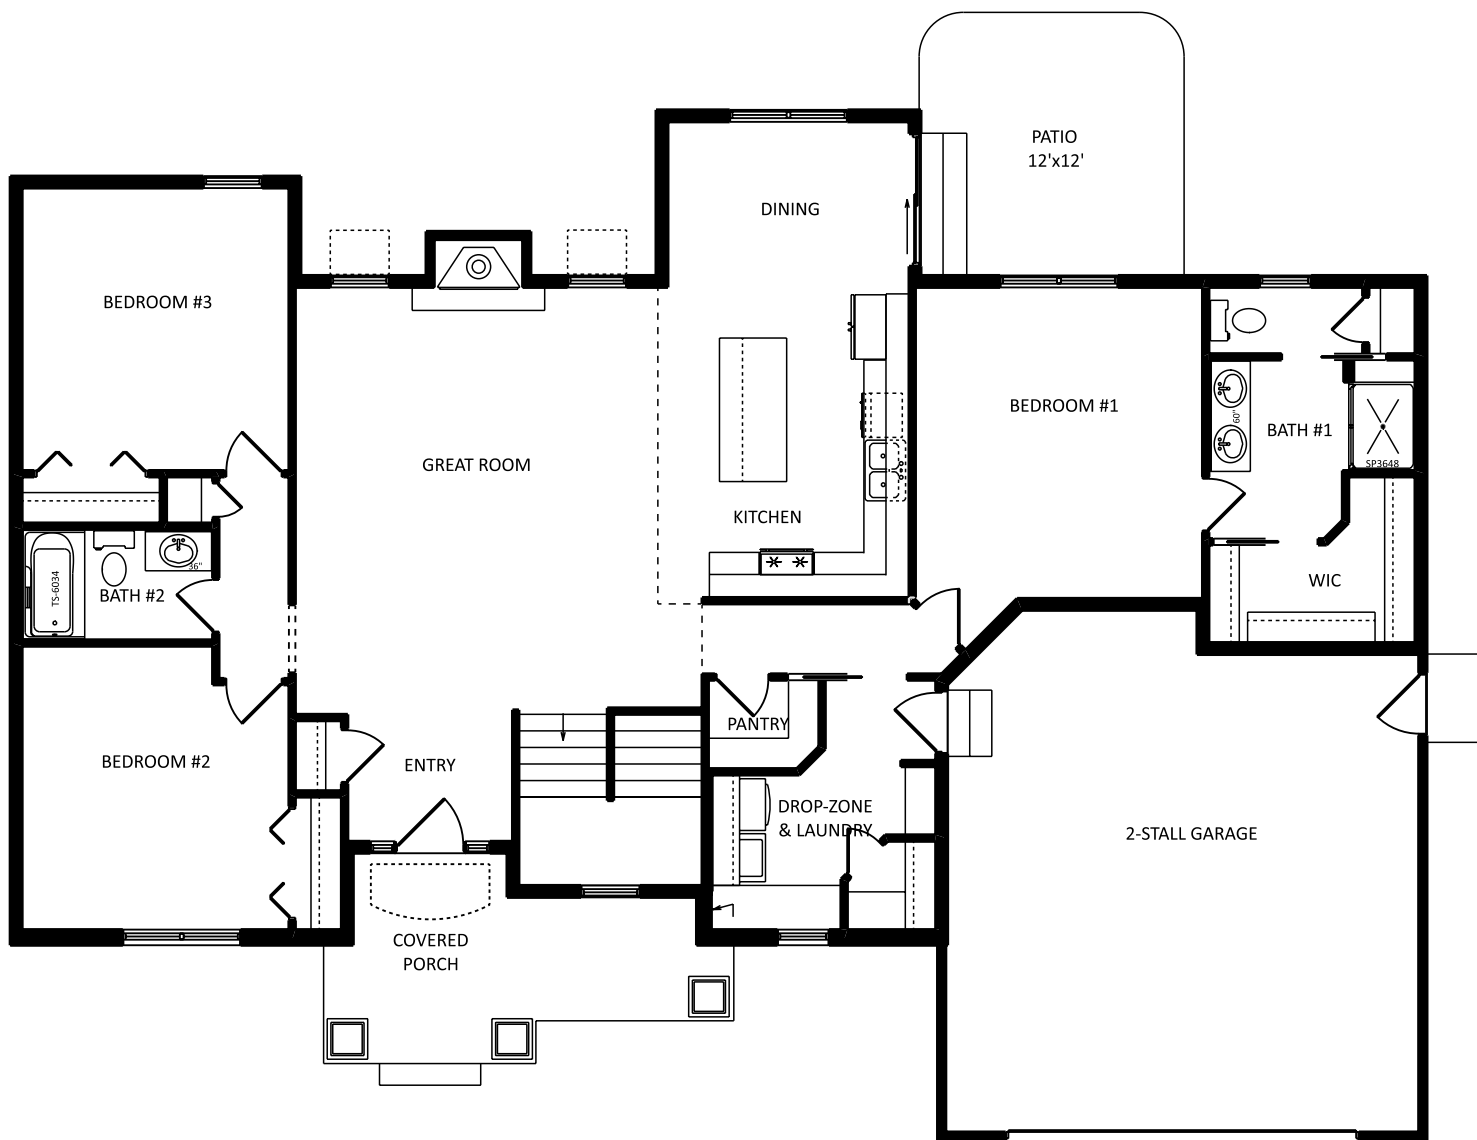 PATIO
12'x12'
DINING
BEDROOM #3
BEDROOM #1
60"
BATH #1
SP3648
GREAT ROOM
KITCHEN
36"
TS-6034
BATH #2
WIC
PANTRY
BEDROOM #2
ENTRY
DROP-ZONE
& LAUNDRY
2-STALL GARAGE
COVERED
PORCH